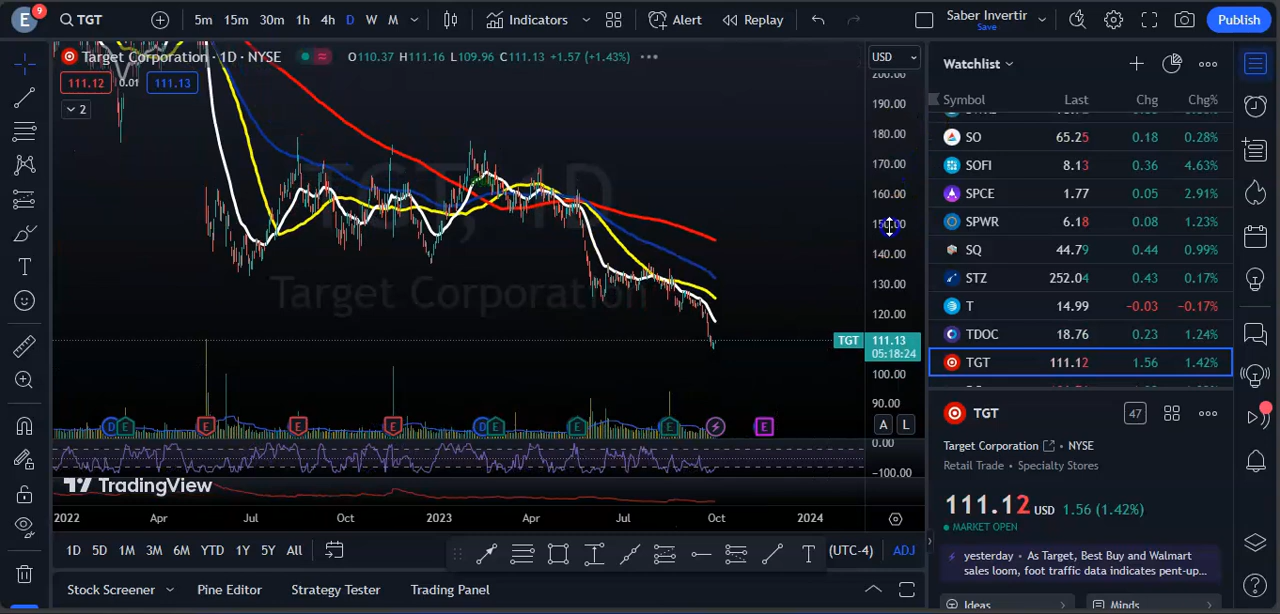 E 9 TGT 5m 15m 30m 1h 4h D W M Indicators Alert Replay Saber Invertir Save Publish
Target Corporation · 1D · NYSE O110.37 H111.16 L109.96 C111.13 +1.57 (+1.43%)
111.12 0.01 111.13
2
TGT, 1D
Target Corporation
USD
200.00
190.00
180.00
170.00
160.00
150.00
140.00
130.00
120.00
TGT 111.13
05:18:24
100.00
90.00
A L
0.00
−100.00
D E E E E D E E E E
TradingView
2022 Apr Jul Oct 2023 Apr Jul Oct 2024
1D 5D 1M 3M 6M YTD 1Y 5Y All T (UTC-4) ADJ
Stock Screener Pine Editor Strategy Tester Trading Panel
Watchlist
Symbol Last Chg Chg%
SO 65.25 0.18 0.28%
SOFI 8.13 0.36 4.63%
SPCE 1.77 0.05 2.91%
SPWR 6.18 0.08 1.23%
SQ 44.79 0.44 0.99%
STZ 252.04 0.43 0.17%
T 14.99 -0.03 -0.17%
TDOC 18.76 0.23 1.24%
TGT 111.12 1.56 1.42%
TGT 47
Target Corporation · NYSE
Retail Trade · Specialty Stores
111.12 USD 1.56 (1.42%)
MARKET OPEN
yesterday · As Target, Best Buy and Walmart
sales loom, foot traffic data indicates pent-up...
Ideas Minds